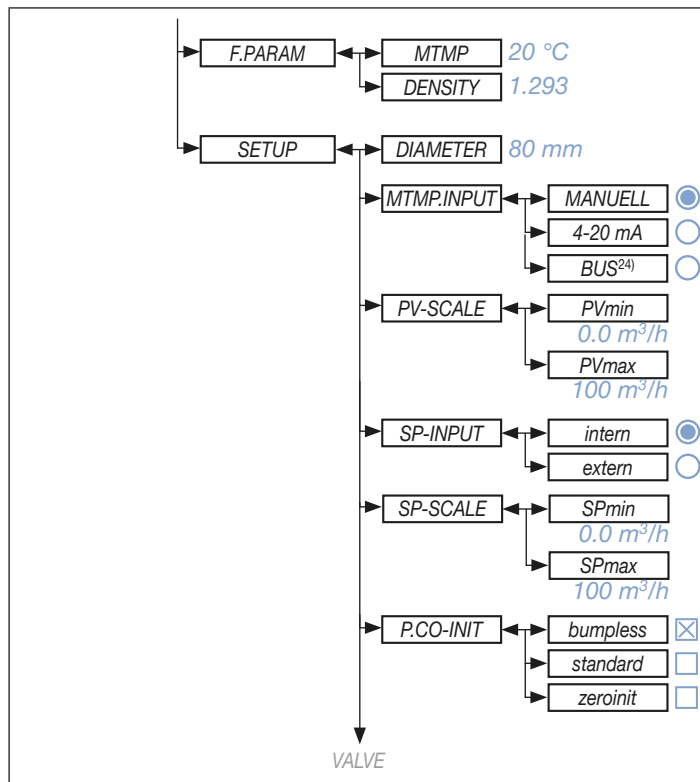 F.PARAM MTMP 20 °C
DENSITY 1.293
SETUP DIAMETER 80 mm
MTMP.INPUT MANUELL
4-20 mA
BUS24)
PV-SCALE PVmin
0.0 m3/h
PVmax
100 m3/h
SP-INPUT intern
extern
SP-SCALE SPmin
0.0 m3/h
SPmax
100 m3/h
P.CO-INIT bumpless
standard
zeroinit
VALVE